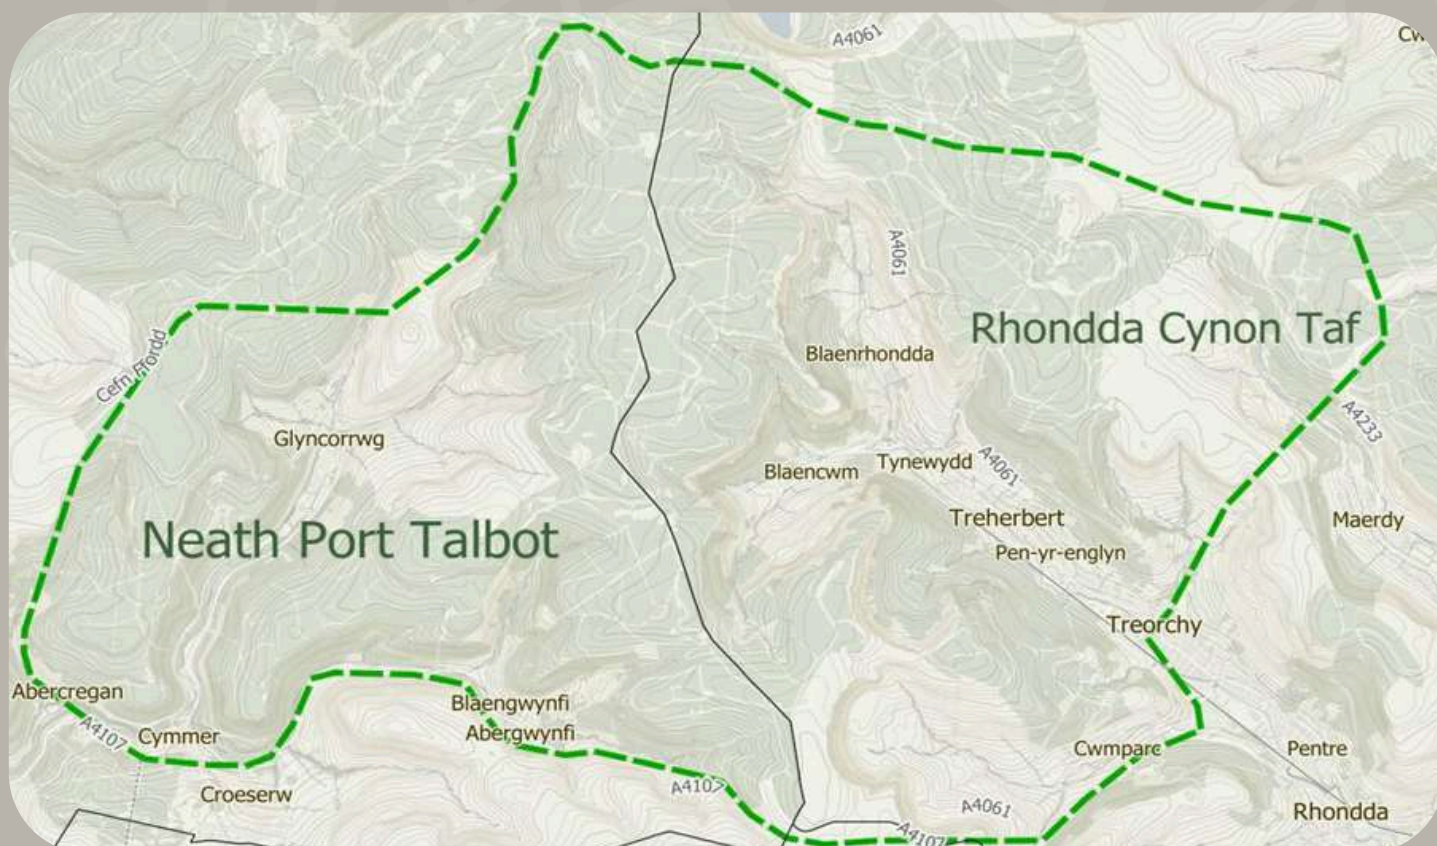 A4061
Cw
A4061
Rhondda Cynon Taf
Blaenrhondda
Cefn Ffordd
A4233
Glyncorrwg
Blaencwm
Tynewydd
A4061
Neath Port Talbot
Treherbert
Maerdy
Pen-yr-englyn
Treorchy
Abercregan
Blaengwynfi
A4107
Cymmer
Abergwynfi
Cwmparc
Pentre
A4107
Croeserw
A4061
Rhondda
A4107